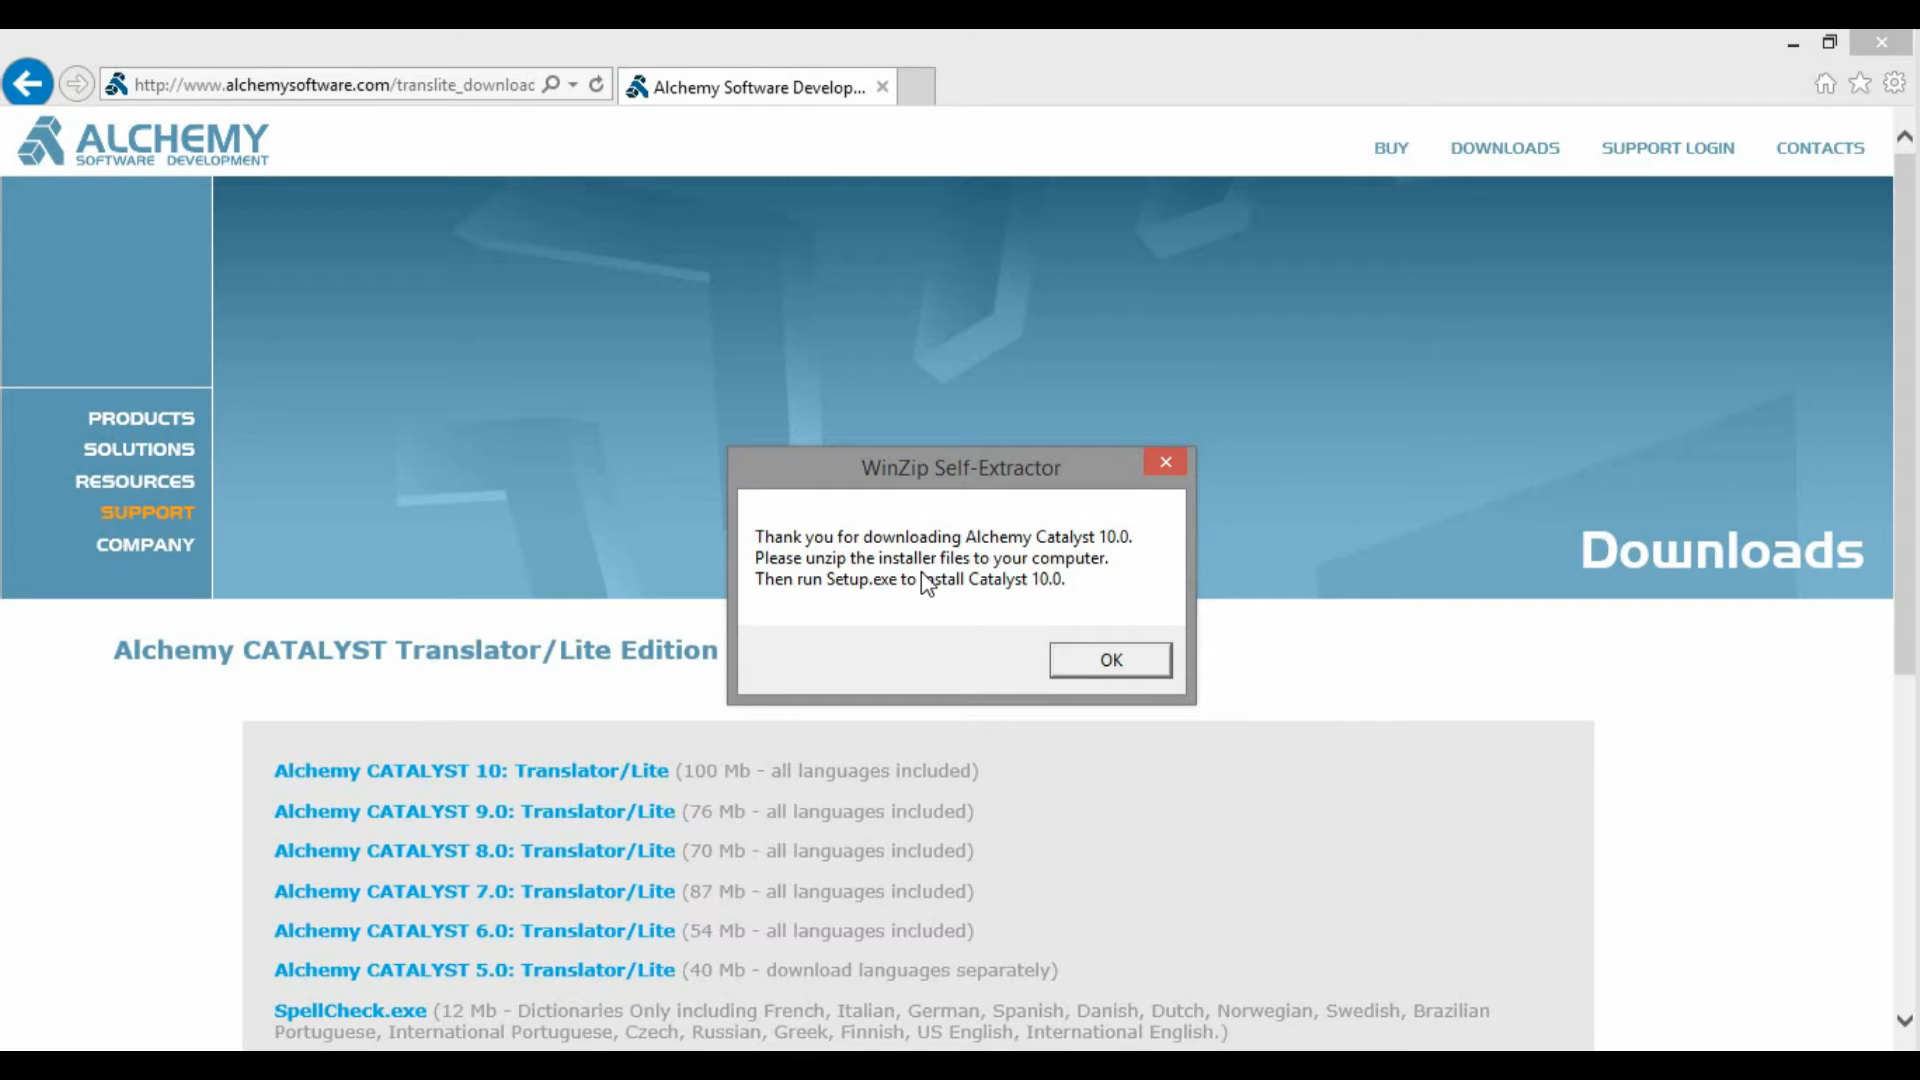 http://www.alchemysoftware.com/translite_downloac
Alchemy Software Develop...
ALCHEMY
SOFTWARE DEVELOPMENT
BUY
DOWNLOADS
SUPPORT LOGIN
CONTACTS
PRODUCTS
SOLUTIONS
RESOURCES
SUPPORT
COMPANY
Downloads
WinZip Self-Extractor
Thank you for downloading Alchemy Catalyst 10.0.
Please unzip the installer files to your computer.
Then run Setup.exe to install Catalyst 10.0.
OK
Alchemy CATALYST Translator/Lite Edition
Alchemy CATALYST 10: Translator/Lite (100 Mb - all languages included)
Alchemy CATALYST 9.0: Translator/Lite (76 Mb - all languages included)
Alchemy CATALYST 8.0: Translator/Lite (70 Mb - all languages included)
Alchemy CATALYST 7.0: Translator/Lite (87 Mb - all languages included)
Alchemy CATALYST 6.0: Translator/Lite (54 Mb - all languages included)
Alchemy CATALYST 5.0: Translator/Lite (40 Mb - download languages separately)
SpellCheck.exe (12 Mb - Dictionaries Only including French, Italian, German, Spanish, Danish, Dutch, Norwegian, Swedish, Brazilian
Portuguese, International Portuguese, Czech, Russian, Greek, Finnish, US English, International English.)